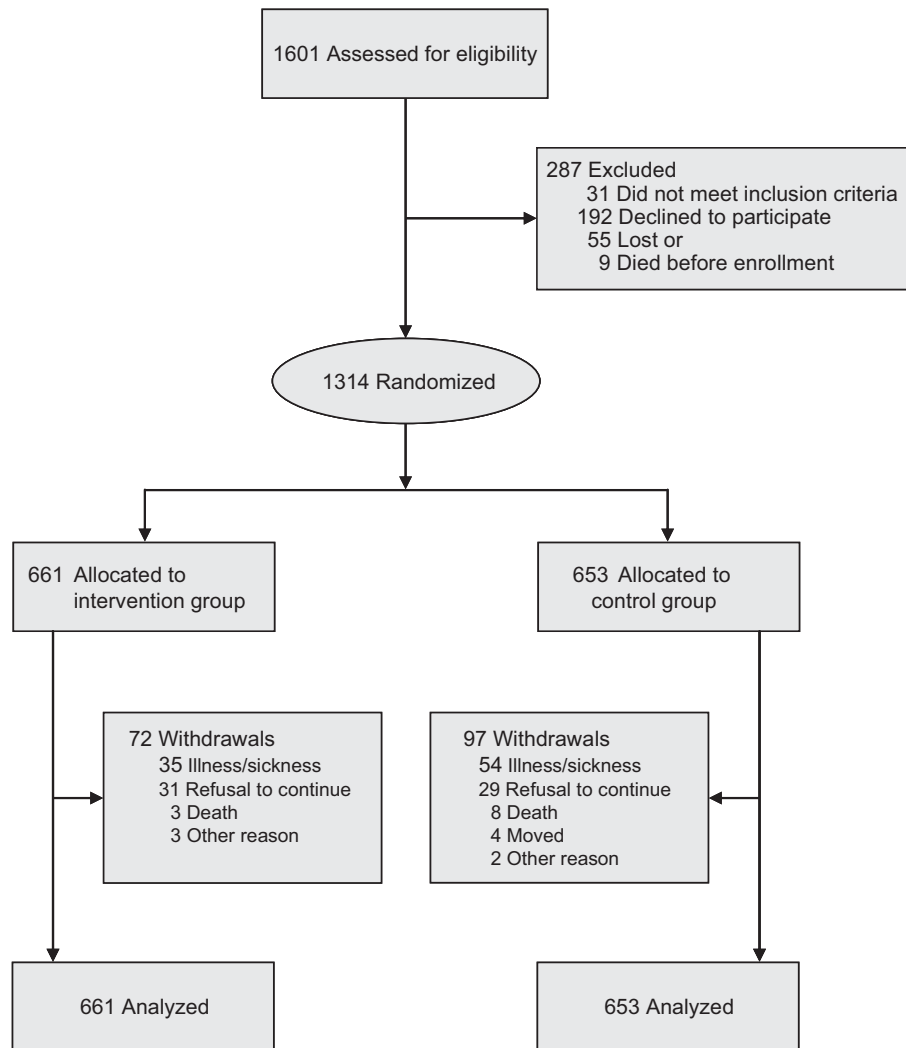 1601 Assessed for eligibility
287 Excluded
31 Did not meet inclusion criteria
192 Declined to participate
55 Lost or
9 Died before enrollment
1314 Randomized
661 Allocated to
intervention group
653 Allocated to
control group
72 Withdrawals
35 Illness/sickness
31 Refusal to continue
3 Death
3 Other reason
97 Withdrawals
54 Illness/sickness
29 Refusal to continue
8 Death
4 Moved
2 Other reason
661 Analyzed
653 Analyzed